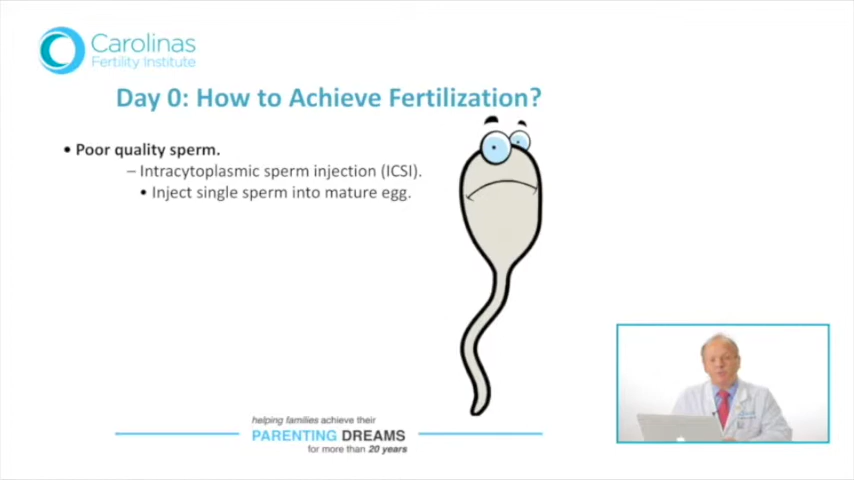 Carolinas
Fertility Institute
Day 0: How to Achieve Fertilization?
• Poor quality sperm.
– Intracytoplasmic sperm injection (ICSI).
• Inject single sperm into mature egg.
helping families achieve their
PARENTING DREAMS
for more than 20 years